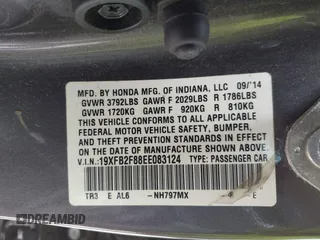 MFD. BY HONDA MFG. OF INDIANA, LLC 09/14
GVWR 3792LBS GAWR F 2029LBS R 1786LBS
GVWR 1720KG GAWR F 920KG R 810KG
THIS VEHICLE CONFORMS TO ALL APPLICABLE
FEDERAL MOTOR VEHICLE SAFETY, BUMPER,
AND THEFT PREVENTION STANDARDS IN
EFFECT ON THE DATE OF MANUFACTURE
SHOWN ABOVE.
V.I.N.:19XFB2F88EE083124 TYPE:PASSENGER CAR
TR3 E AL6 -NH797MX E
DREAMBID